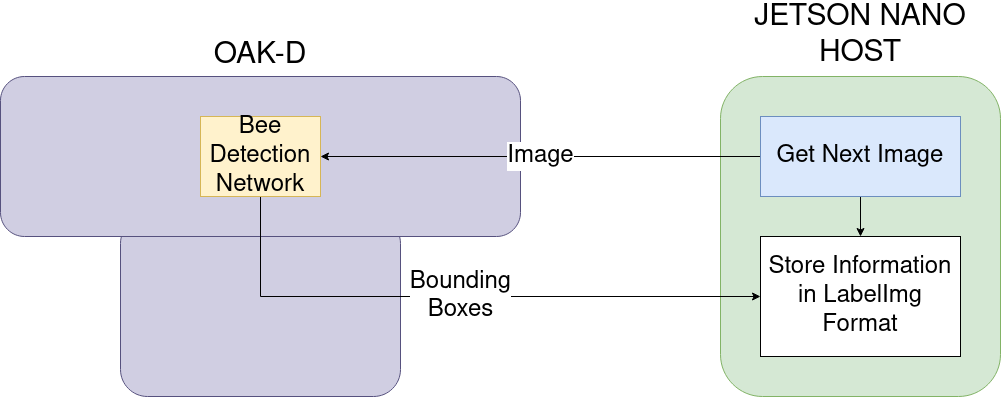 OAK-D
JETSON NANO
HOST
Bee
Detection
Network
Image
Get Next Image
Bounding
Boxes
Store Information
in LabelImg
Format